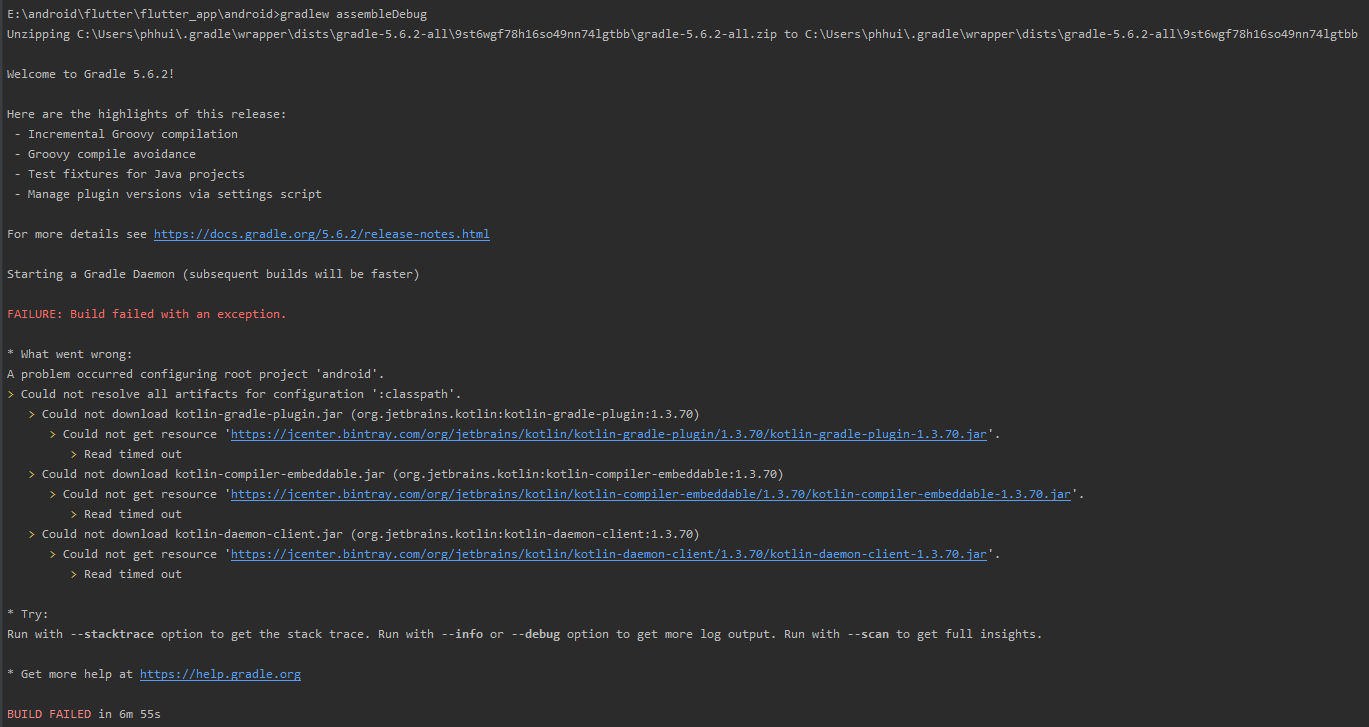 E:\android\flutter\flutter_app\android>gradlew assembleDebug
Unzipping C:\Users\phhui\.gradle\wrapper\dists\gradle-5.6.2-all\9st6wgf78h16so49nn74lgtbb\gradle-5.6.2-all.zip to C:\Users\phhui\.gradle\wrapper\dists\gradle-5.6.2-all\9st6wgf78h16so49nn74lgtbb
Welcome to Gradle 5.6.2!
Here are the highlights of this release:
- Incremental Groovy compilation
- Groovy compile avoidance
- Test fixtures for Java projects
- Manage plugin versions via settings script
For more details see https://docs.gradle.org/5.6.2/release-notes.html
Starting a Gradle Daemon (subsequent builds will be faster)
FAILURE: Build failed with an exception.
* What went wrong:
A problem occurred configuring root project 'android'.
> Could not resolve all artifacts for configuration ':classpath'.
> Could not download kotlin-gradle-plugin.jar (org.jetbrains.kotlin:kotlin-gradle-plugin:1.3.70)
> Could not get resource 'https://jcenter.bintray.com/org/jetbrains/kotlin/kotlin-gradle-plugin/1.3.70/kotlin-gradle-plugin-1.3.70.jar'.
> Read timed out
> Could not download kotlin-compiler-embeddable.jar (org.jetbrains.kotlin:kotlin-compiler-embeddable:1.3.70)
> Could not get resource 'https://jcenter.bintray.com/org/jetbrains/kotlin/kotlin-compiler-embeddable/1.3.70/kotlin-compiler-embeddable-1.3.70.jar'.
> Read timed out
> Could not download kotlin-daemon-client.jar (org.jetbrains.kotlin:kotlin-daemon-client:1.3.70)
> Could not get resource 'https://jcenter.bintray.com/org/jetbrains/kotlin/kotlin-daemon-client/1.3.70/kotlin-daemon-client-1.3.70.jar'.
> Read timed out
* Try:
Run with --stacktrace option to get the stack trace. Run with --info or --debug option to get more log output. Run with --scan to get full insights.
* Get more help at https://help.gradle.org
BUILD FAILED in 6m 55s